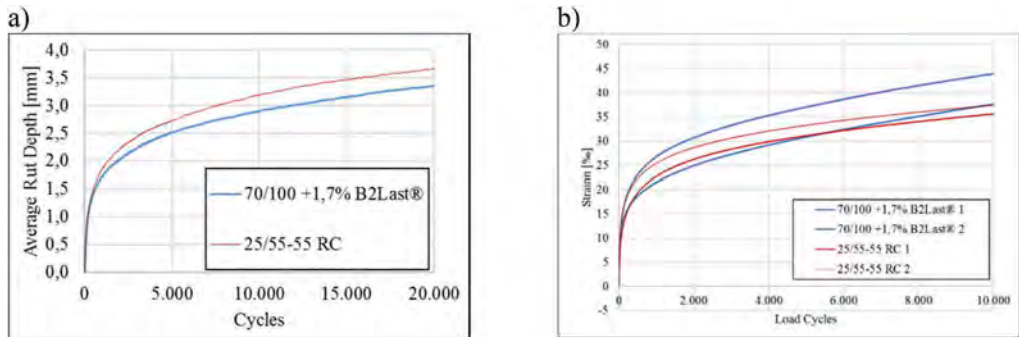 a)
4,0
3,5
3,0
2,5
2,0
1,5
1,0
0,5
0,0
Average Rut Depth [mm]
70/100 +1,7% B2Last®
25/55-55 RC
0 5.000 10.000 15.000 20.000
Cycles
b)
50
45
40
35
30
25
20
15
10
5
0
-5
Strainn [‰]
70/100 +1,7% B2Last® 1
70/100 +1,7% B2Last® 2
25/55-55 RC 1
25/55-55 RC 2
0 2.000 4.000 6.000 8.000 10.000
Load Cycles